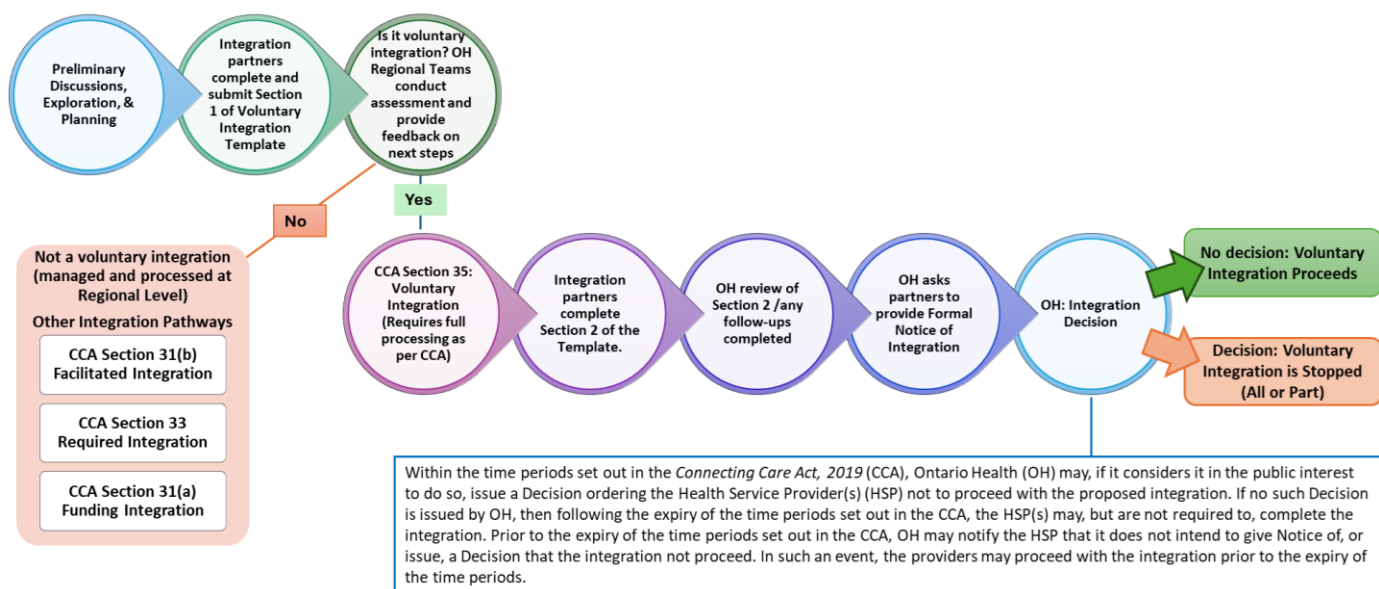 Preliminary
Discussions,
Exploration, &
Planning
Integration
partners
complete and
submit Section
1 of Voluntary
Integration
Template
Is it voluntary
integration? OH
Regional Teams
conduct
assessment and
provide
feedback on
next steps
No
Yes
Not a voluntary integration
(managed and processed at
Regional Level)
Other Integration Pathways
CCA Section 31(b)
Facilitated Integration
CCA Section 33
Required Integration
CCA Section 31(a)
Funding Integration
CCA Section 35:
Voluntary
Integration
(Requires full
processing as
per CCA)
Integration
partners
complete
Section 2 of the
Template.
OH review of
Section 2 /any
follow-ups
completed
OH asks
partners to
provide Formal
Notice of
Integration
OH: Integration
Decision
No decision: Voluntary
Integration Proceeds
Decision: Voluntary
Integration is Stopped
(All or Part)
Within the time periods set out in the Connecting Care Act, 2019 (CCA), Ontario Health (OH) may, if it considers it in the public interest
to do so, issue a Decision ordering the Health Service Provider(s) (HSP) not to proceed with the proposed integration. If no such Decision
is issued by OH, then following the expiry of the time periods set out in the CCA, the HSP(s) may, but are not required to, complete the
integration. Prior to the expiry of the time periods set out in the CCA, OH may notify the HSP that it does not intend to give Notice of, or
issue, a Decision that the integration not proceed. In such an event, the providers may proceed with the integration prior to the expiry of
the time periods.